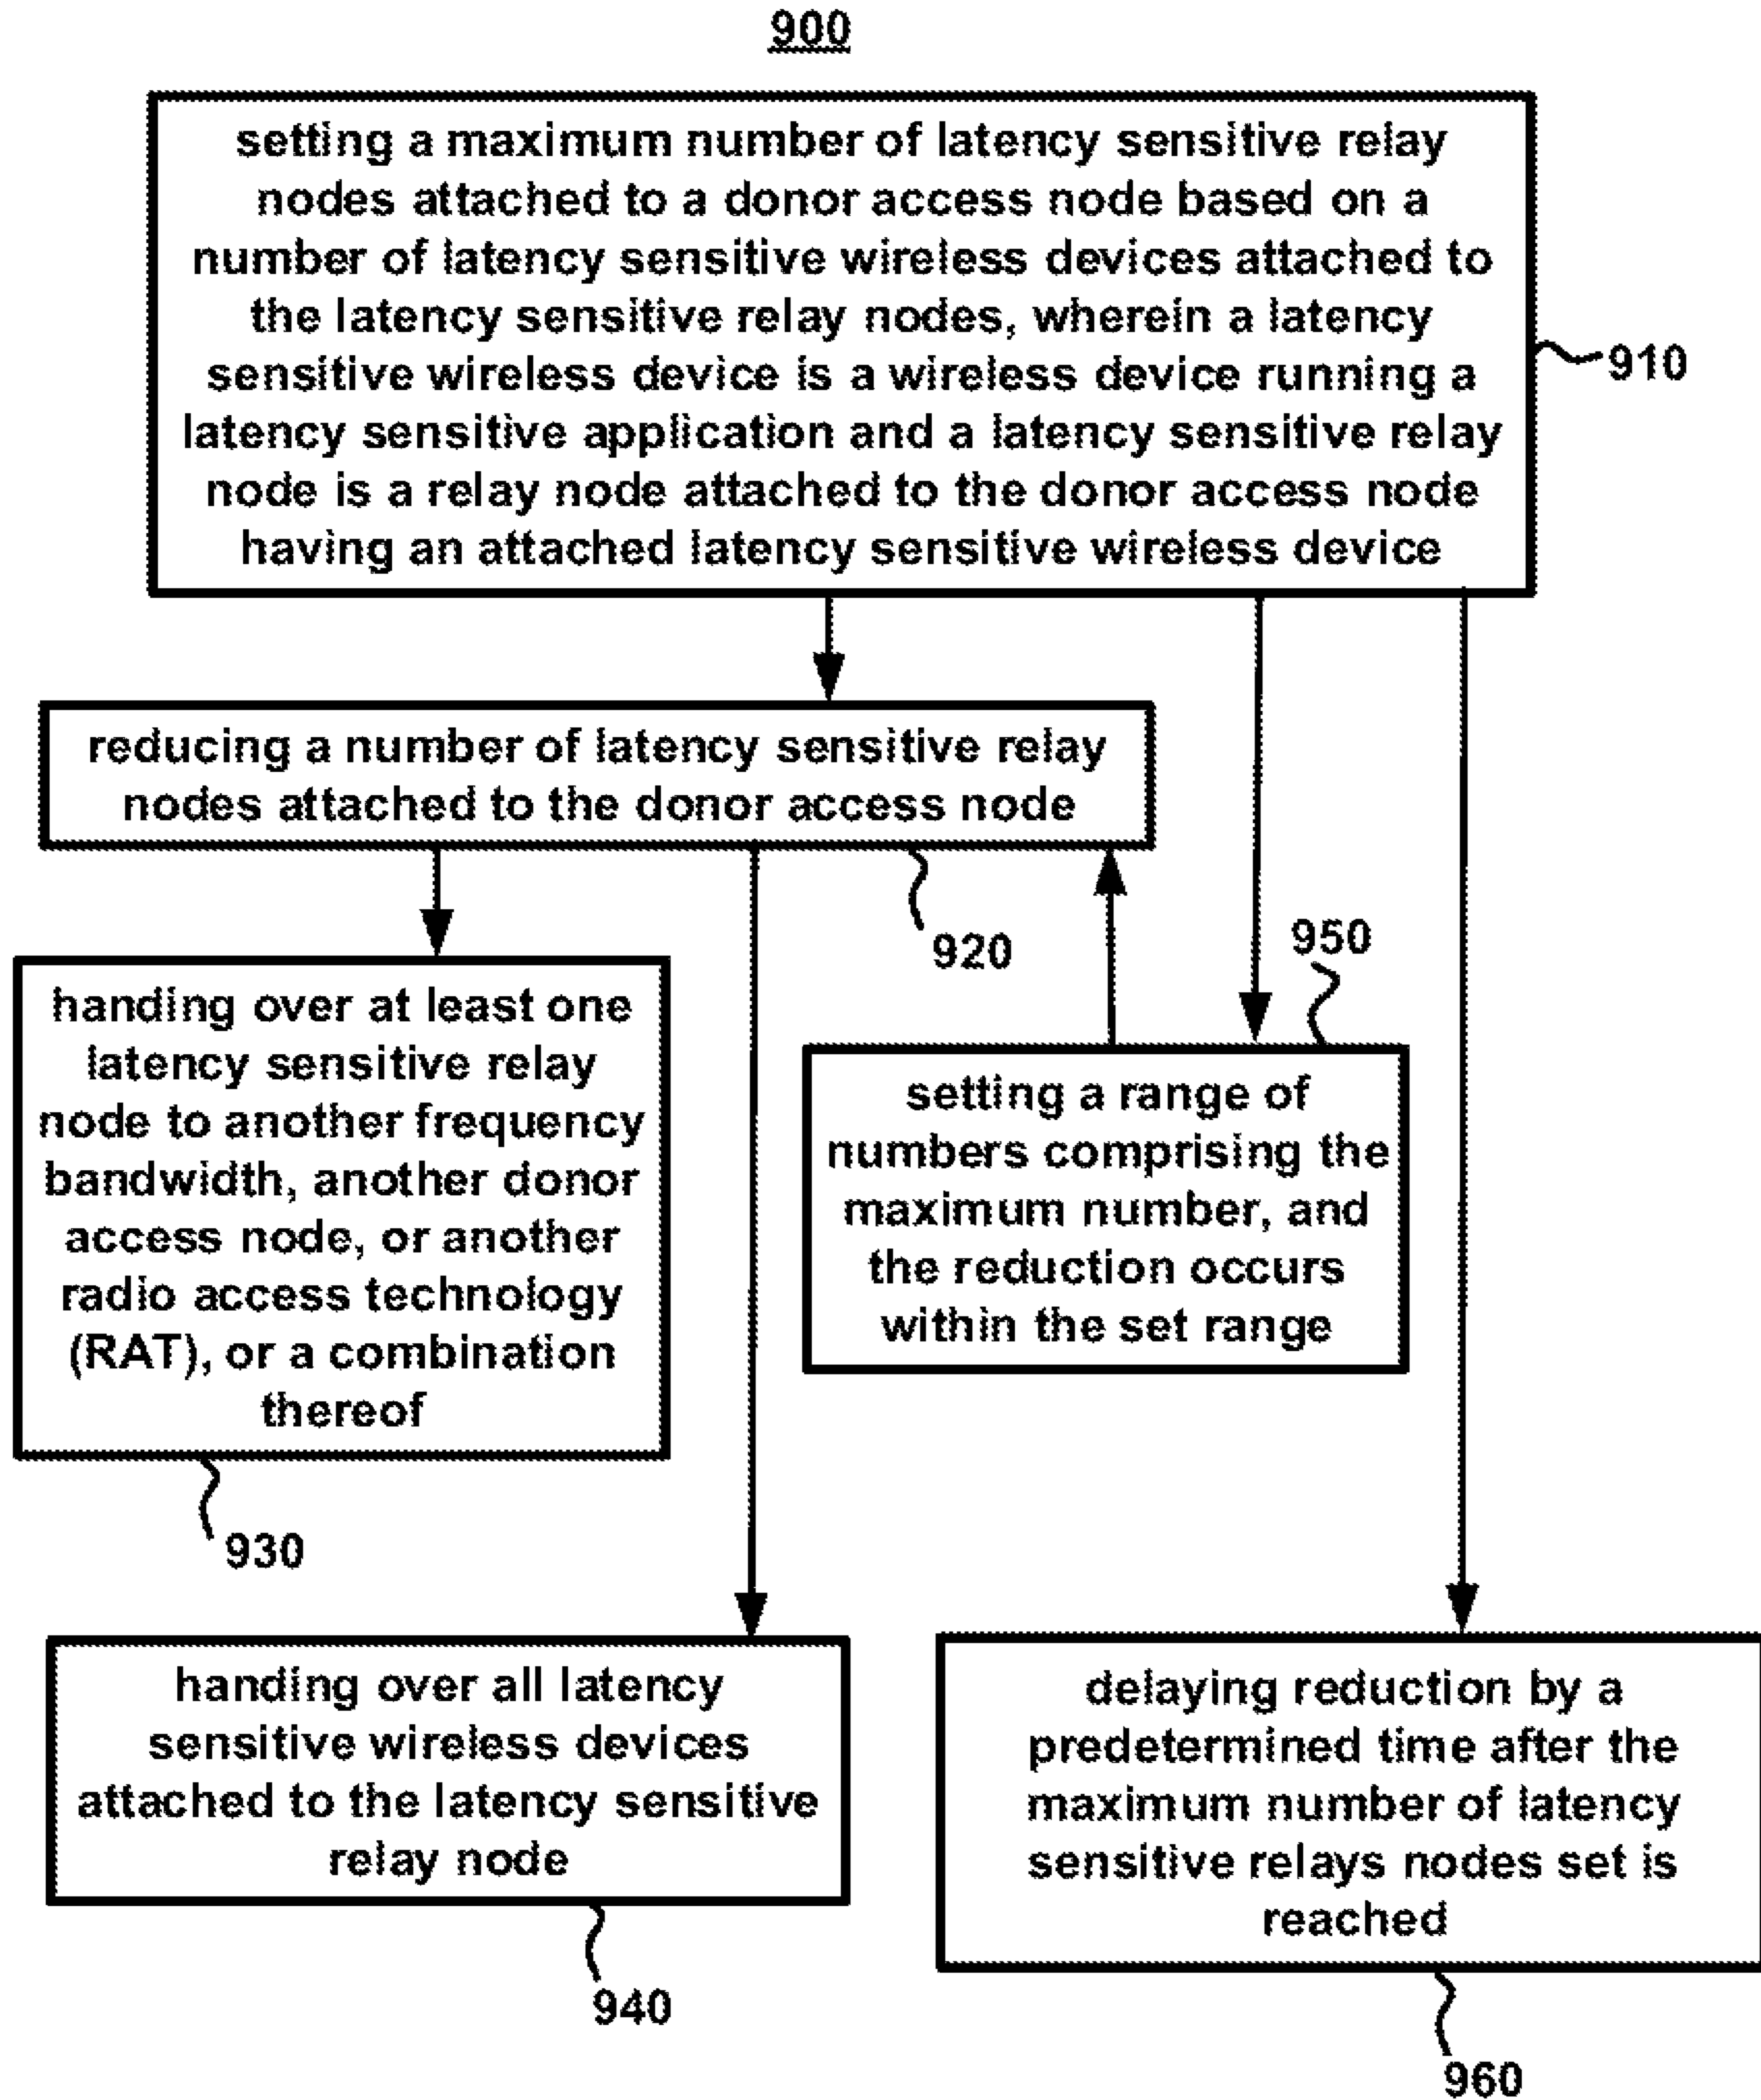 900
setting a maximum number of latency sensitive relay
nodes attached to a donor access node based on a
number of latency sensitive wireless devices attached to
the latency sensitive relay nodes, wherein a latency
sensitive wireless device is a wireless device running a
latency sensitive application and a latency sensitive relay
node is a relay node attached to the donor access node
having an attached latency sensitive wireless device
910
reducing a number of latency sensitive relay
nodes attached to the donor access node
920
handing over at least one
latency sensitive relay
node to another frequency
bandwidth, another donor
access node, or another
radio access technology
(RAT), or a combination
thereof
930
950
setting a range of
numbers comprising the
maximum number, and
the reduction occurs
within the set range
handing over all latency
sensitive wireless devices
attached to the latency sensitive
relay node
940
delaying reduction by a
predetermined time after the
maximum number of latency
sensitive relays nodes set is
reached
960